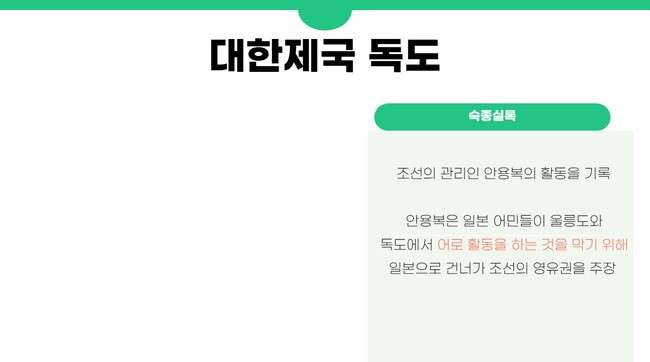 대한제국 독도
숙종실록
조선의 관리인 안용복의 활동을 기록
안용복은 일본 어민들이 울릉도와
독도에서 어로 활동을 하는 것을 막기 위해
일본으로 건너가 조선의 영유권을 주장